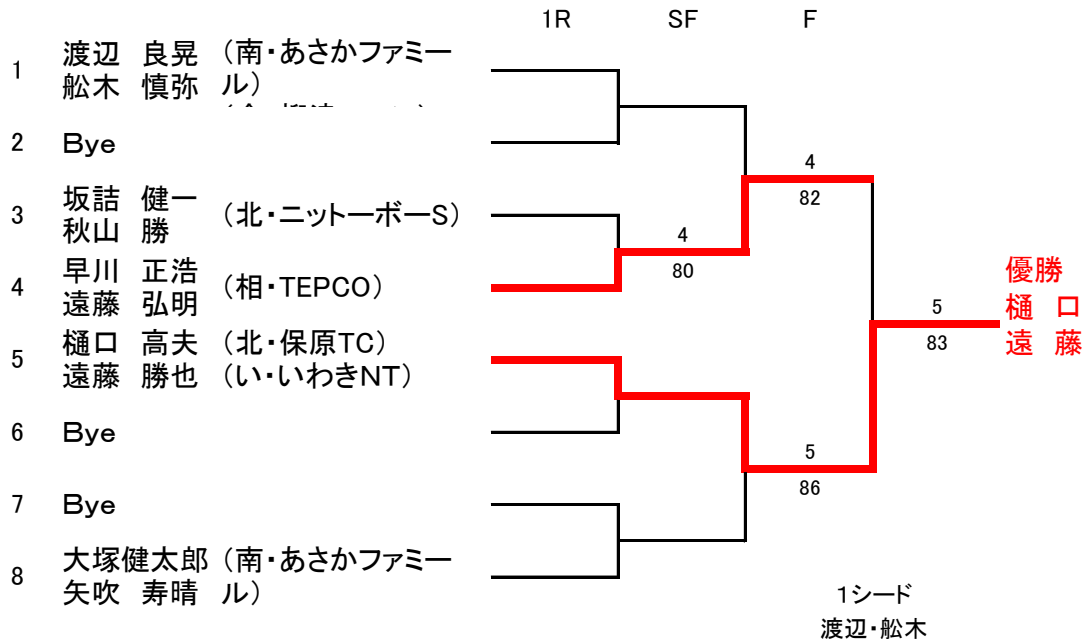 1R SF F
1 渡辺 良晃 (南・あさかファミー
舩木 慎弥 ル)
2 Bye
4
82
3 坂詰 健一 (北・ニットーボーS)
秋山 勝
4
80
4 早川 正浩 (相・TEPCO)
遠藤 弘明
優勝
樋 口
遠 藤
5
83
5 樋口 高夫 (北・保原TC)
遠藤 勝也 (い・いわきNT)
6 Bye
5
86
7 Bye
8 大塚健太郎 (南・あさかファミー
矢吹 寿晴 ル)
1シード
渡辺・舩木